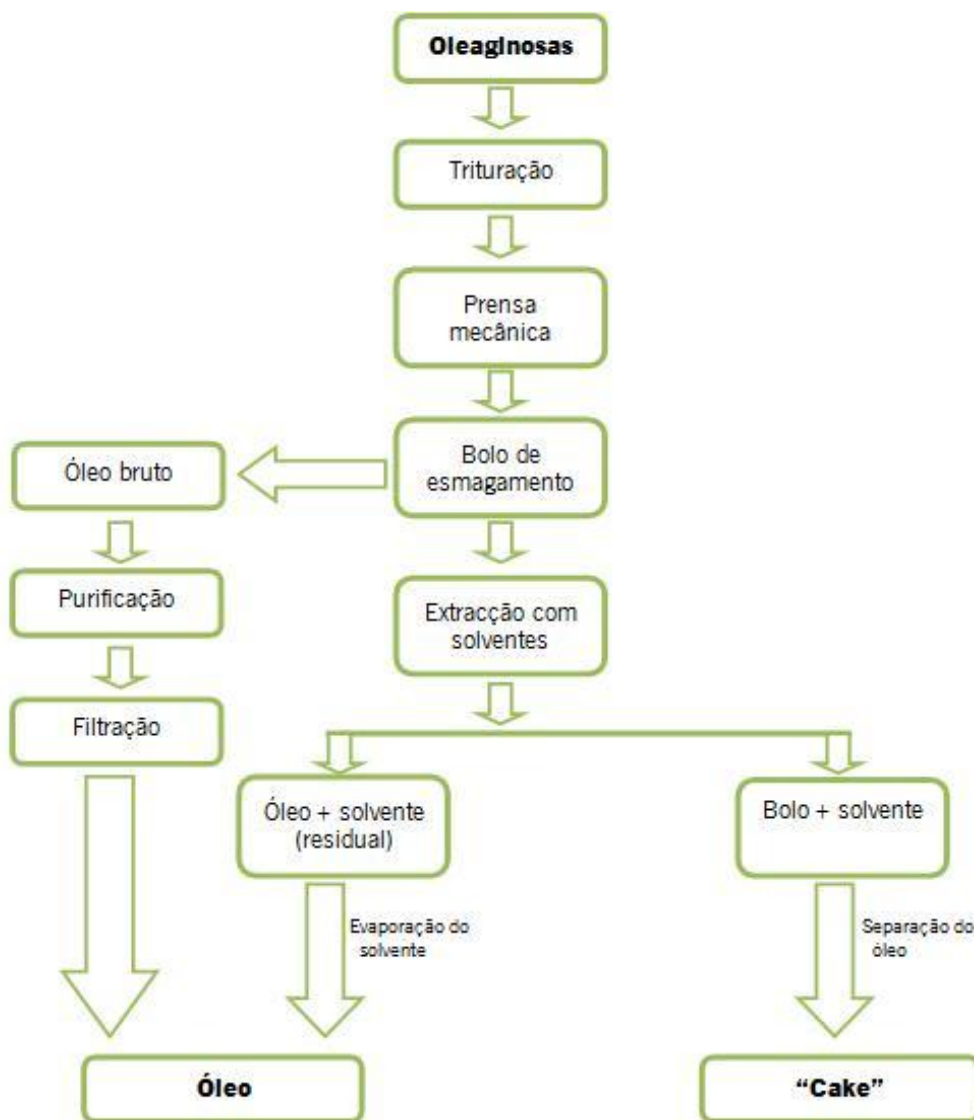 Oleaginosas
Trituração
Prensa
mecânica
Bolo de
esmagamento
Óleo bruto
Purificação
Filtração
Extracção com
solventes
Óleo + solvente
(residual)
Bolo + solvente
Evaporação do
solvente
Separação do
óleo
Óleo
“Cake”